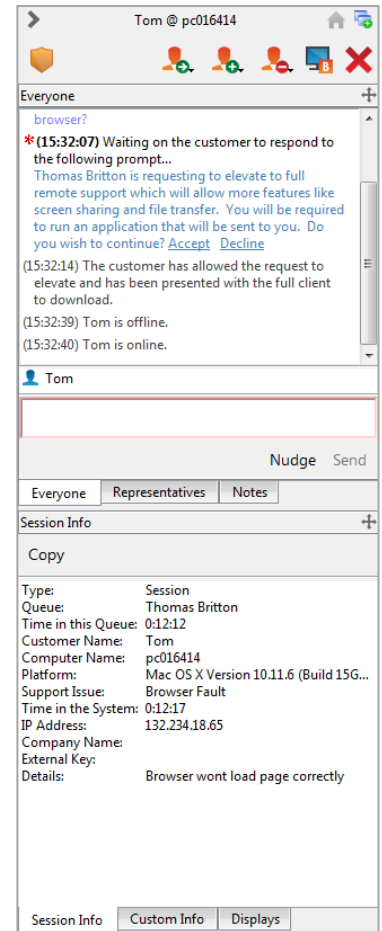 Tom @ pc016414
B
Everyone
browser?
*(15:32:07) Waiting on the customer to respond to
the following prompt...
Thomas Britton is requesting to elevate to full
remote support which will allow more features like
screen sharing and file transfer.  You will be required
to run an application that will be sent to you.  Do
you wish to continue? Accept   Decline
(15:32:14) The customer has allowed the request to
elevate and has been presented with the full client
to download.
(15:32:39) Tom is offline.
(15:32:40) Tom is online.
Tom
Nudge Send
Everyone Representatives Notes
Session Info
Copy
Type: Session
Queue: Thomas Britton
Time in this Queue: 0:12:12
Customer Name: Tom
Computer Name: pc016414
Platform: Mac OS X Version 10.11.6 (Build 15G...
Support Issue: Browser Fault
Time in the System: 0:12:17
IP Address: 132.234.18.65
Company Name:
External Key:
Details: Browser wont load page correctly
Session Info Custom Info Displays